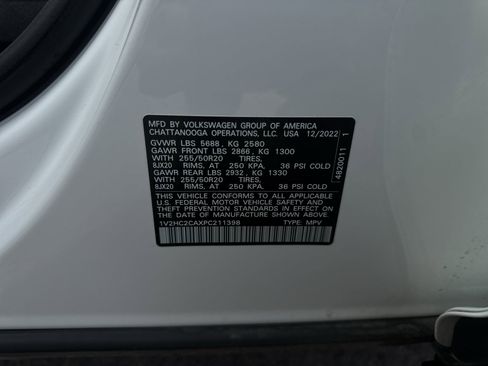 MFD BY VOLKSWAGEN GROUP OF AMERICA
CHATTANOOGA OPERATIONS, LLC. USA 12/2022
GVWR LBS 5688 , KG 2580
GAWR FRONT LBS 2866 , KG 1300
WITH 255/50R20 TIRES,
8JX20 RIMS, AT 250 KPA, 36 PSI COLD
GAWR REAR LBS 2932 , KG 1330
WITH 255/50R20 TIRES,
8JX20 RIMS, AT 250 KPA, 36 PSI COLD
THIS VEHICLE CONFORMS TO ALL APPLICABLE
U.S. FEDERAL MOTOR VEHICLE SAFETY
AND THEFT PREVENTION STANDARDS IN EFFECT ON
THE DATE OF MANUFACTURE SHOWN ABOVE.
1V2HC2CAXPC211398 TYPE: MPV
4820011 1